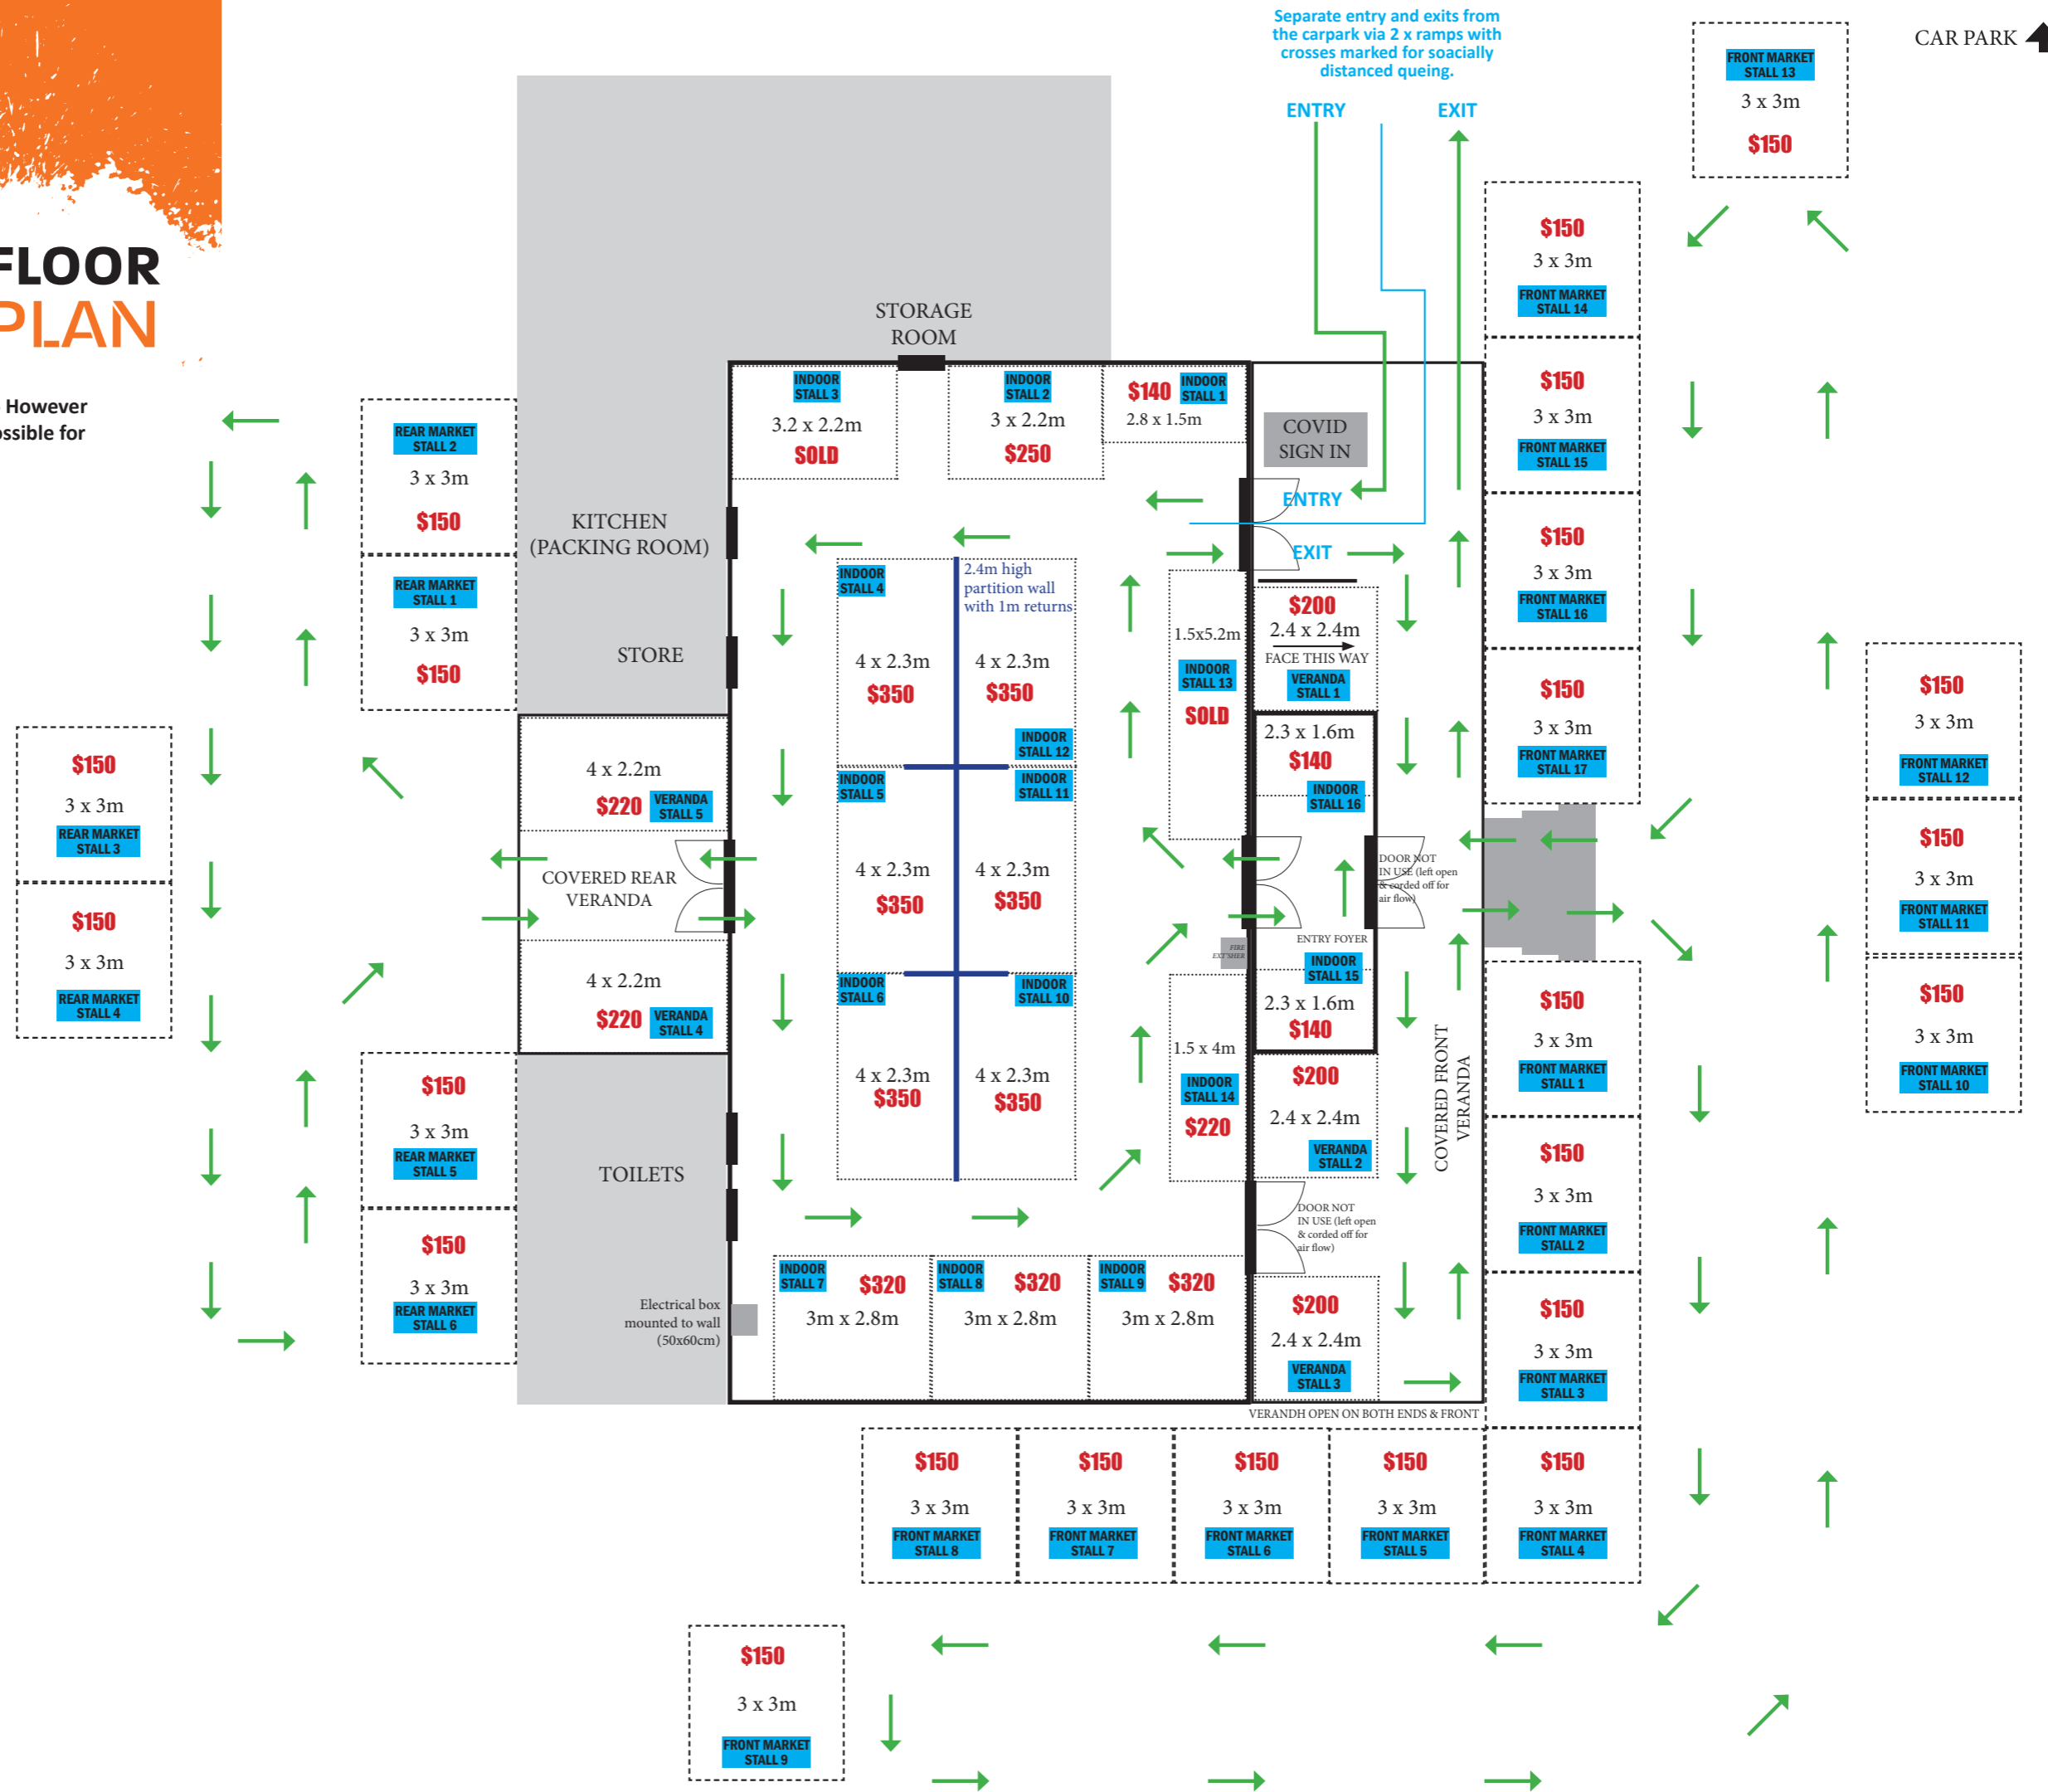 FLOOR
PLAN
However
ossible for
Separate entry and exits from
the carpark via 2 x ramps with
crosses marked for soacially
distanced queing.
ENTRY
EXIT
CAR PARK
FRONT MARKET
STALL 13
3 x 3m
$150
$150
3 x 3m
FRONT MARKET
STALL 14
$150
3 x 3m
FRONT MARKET
STALL 15
$150
3 x 3m
FRONT MARKET
STALL 16
$150
3 x 3m
FRONT MARKET
STALL 17
STORAGE
ROOM
INDOOR
STALL 3
3.2 x 2.2m
SOLD
INDOOR
STALL 2
3 x 2.2m
$250
$140
INDOOR
STALL 1
2.8 x 1.5m
COVID
SIGN IN
ENTRY
EXIT
REAR MARKET
STALL 2
3 x 3m
$150
REAR MARKET
STALL 1
3 x 3m
$150
KITCHEN
(PACKING ROOM)
STORE
INDOOR
STALL 4
4 x 2.3m
$350
2.4m high
partition wall
with 1m returns
4 x 2.3m
$350
INDOOR
STALL 12
1.5x5.2m
INDOOR
STALL 13
SOLD
$200
2.4 x 2.4m
FACE THIS WAY
VERANDA
STALL 1
2.3 x 1.6m
$140
INDOOR
STALL 16
$150
3 x 3m
FRONT MARKET
STALL 12
$150
3 x 3m
FRONT MARKET
STALL 11
$150
3 x 3m
FRONT MARKET
STALL 10
$150
3 x 3m
REAR MARKET
STALL 3
$150
3 x 3m
REAR MARKET
STALL 4
4 x 2.2m
$220
VERANDA
STALL 5
COVERED REAR
VERANDA
4 x 2.2m
$220
VERANDA
STALL 4
INDOOR
STALL 5
4 x 2.3m
$350
INDOOR
STALL 11
4 x 2.3m
$350
DOOR NOT
IN USE (left open
& corded off for
air flow)
ENTRY FOYER
FIRE
EXT'SHER
INDOOR
STALL 15
2.3 x 1.6m
$140
INDOOR
STALL 6
4 x 2.3m
$350
INDOOR
STALL 10
4 x 2.3m
$350
1.5 x 4m
INDOOR
STALL 14
$220
$200
2.4 x 2.4m
VERANDA
STALL 2
COVERED FRONT
VERANDA
$150
3 x 3m
FRONT MARKET
STALL 1
$150
3 x 3m
FRONT MARKET
STALL 2
$150
3 x 3m
FRONT MARKET
STALL 3
$150
3 x 3m
REAR MARKET
STALL 5
$150
3 x 3m
REAR MARKET
STALL 6
TOILETS
Electrical box
mounted to wall
(50x60cm)
INDOOR
STALL 7
$320
3m x 2.8m
INDOOR
STALL 8
$320
3m x 2.8m
INDOOR
STALL 9
$320
3m x 2.8m
DOOR NOT
IN USE (left open
& corded off for
air flow)
$200
2.4 x 2.4m
VERANDA
STALL 3
VERANDH OPEN ON BOTH ENDS & FRONT
$150
3 x 3m
FRONT MARKET
STALL 8
$150
3 x 3m
FRONT MARKET
STALL 7
$150
3 x 3m
FRONT MARKET
STALL 6
$150
3 x 3m
FRONT MARKET
STALL 5
$150
3 x 3m
FRONT MARKET
STALL 4
$150
3 x 3m
FRONT MARKET
STALL 9